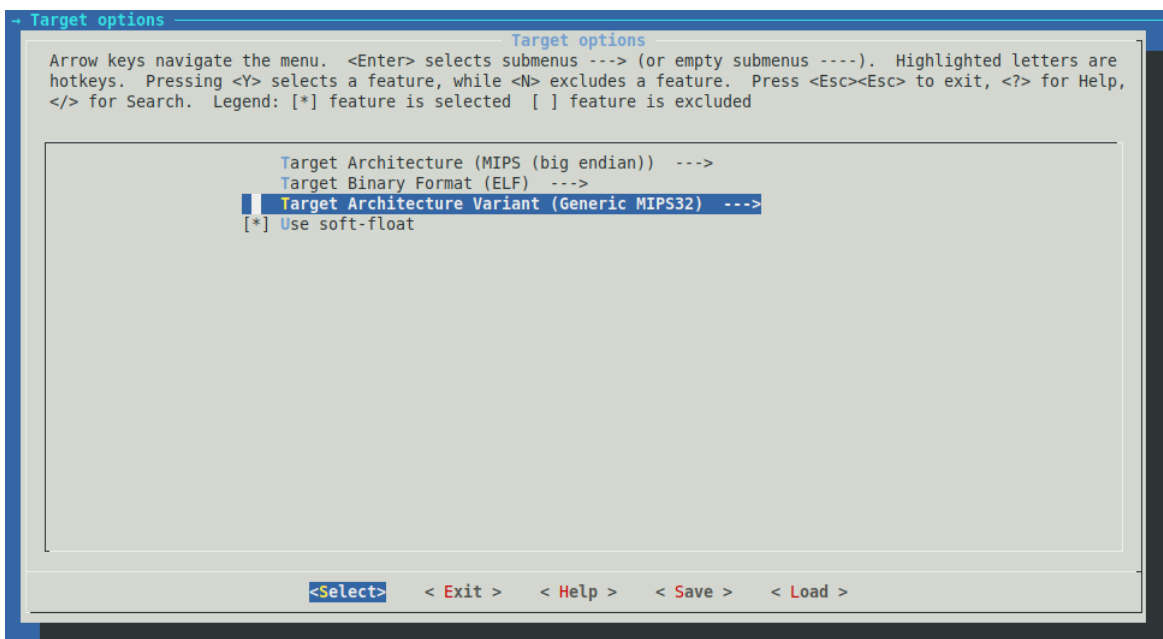 → Target options
Target options
Arrow keys navigate the menu. <Enter> selects submenus ---> (or empty submenus ----). Highlighted letters are
hotkeys. Pressing <Y> selects a feature, while <N> excludes a feature. Press <Esc><Esc> to exit, <?> for Help,
</> for Search. Legend: [*] feature is selected [ ] feature is excluded
Target Architecture (MIPS (big endian)) --->
Target Binary Format (ELF) --->
Target Architecture Variant (Generic MIPS32) --->
[*] Use soft-float
<Select> < Exit > < Help > < Save > < Load >